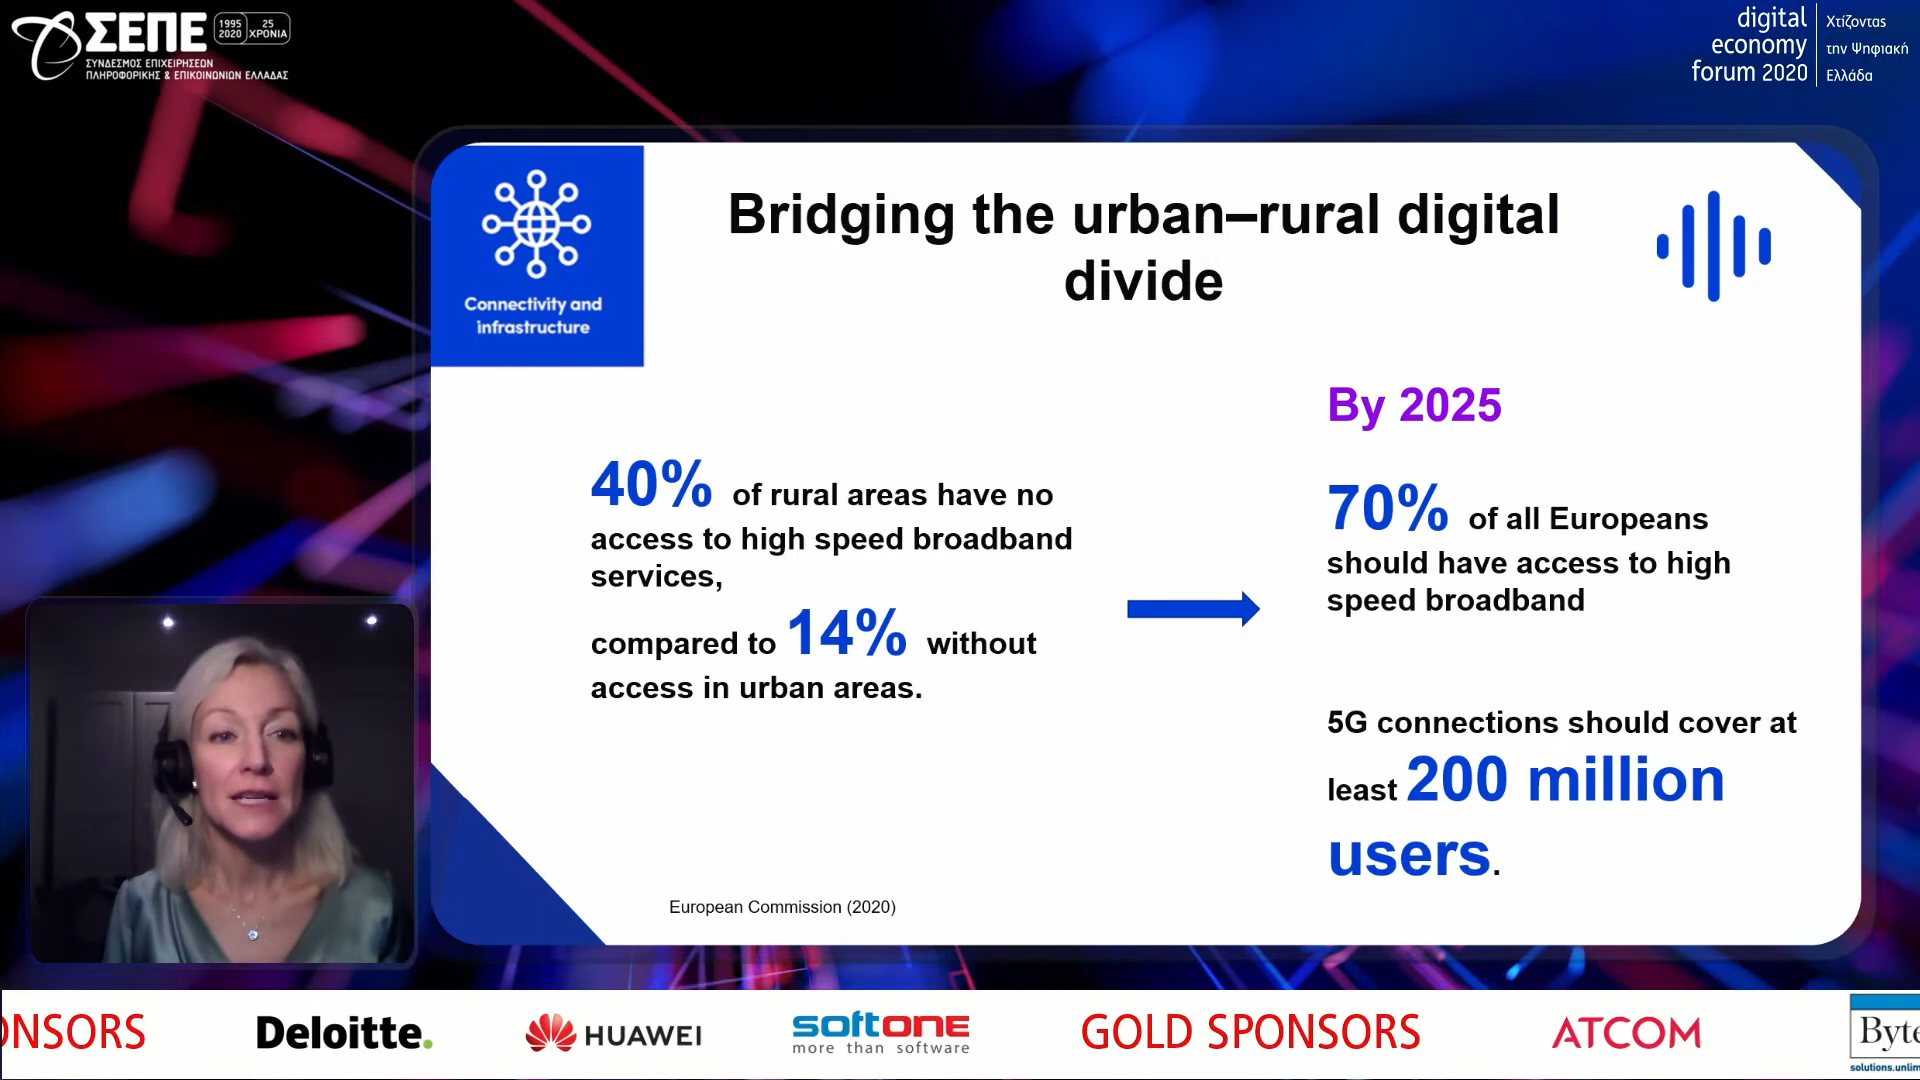 ΣΕΠΕ
1995
2020
25
ΧΡΟΝΙΑ
ΣΥΝΔΕΣΜΟΣ ΕΠΙΧΕΙΡΗΣΕΩΝ
ΠΛΗΡΟΦΟΡΙΚΗΣ & ΕΠΙΚΟΙΝΩΝΙΩΝ ΕΛΛΑΔΑΣ
digital
economy
forum 2020
Χτίζοντας
την Ψηφιακή
Ελλάδα
Connectivity and
infrastructure
Bridging the urban–rural digital
divide
40% of rural areas have no
access to high speed broadband
services,
compared to 14% without
access in urban areas.
By 2025
70% of all Europeans
should have access to high
speed broadband
5G connections should cover at
least 200 million
users.
European Commission (2020)
ONSORS
Deloitte.
HUAWEI
softone
more than software
GOLD SPONSORS
ATCOM
Byte
solutions.unlim